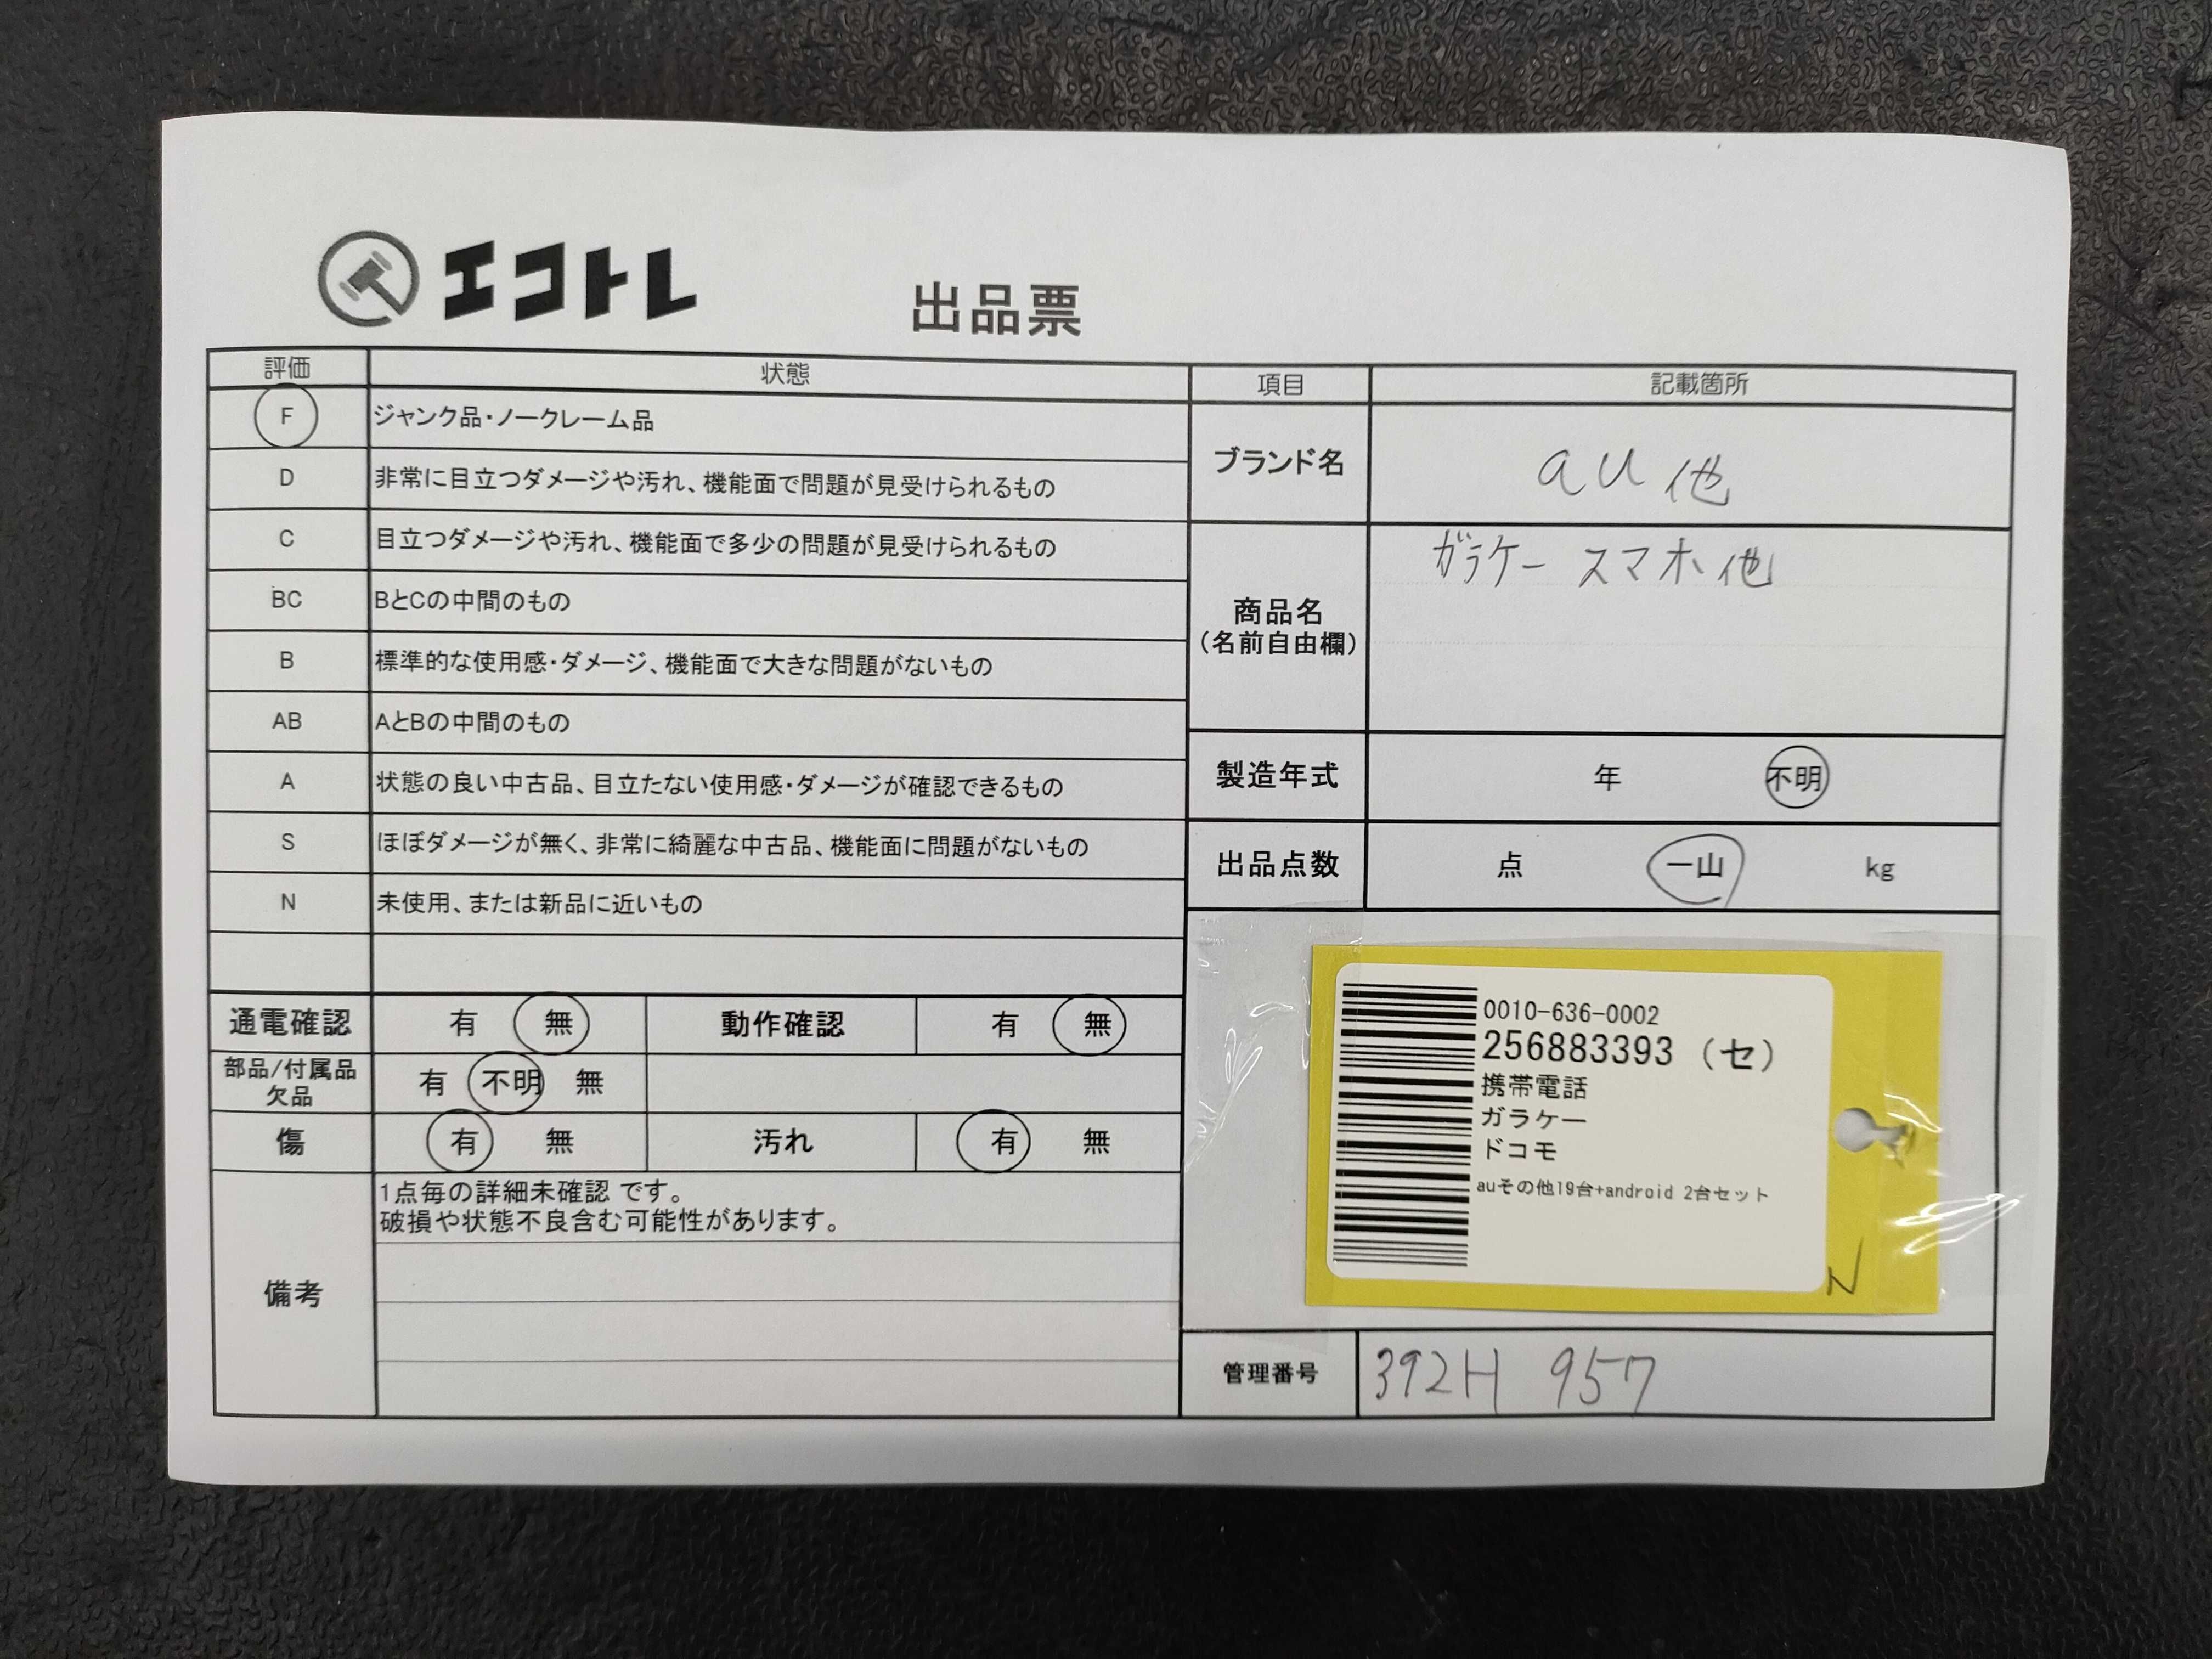 エコトレ
出品票
評価 状態
F ジャンク品・ノークレーム品
D 非常に目立つダメージや汚れ、機能面で問題が見受けられるもの
C 目立つダメージや汚れ、機能面で多少の問題が見受けられるもの
BC BとCの中間のもの
B 標準的な使用感・ダメージ、機能面で大きな問題がないもの
AB AとBの中間のもの
A 状態の良い中古品、目立たない使用感・ダメージが確認できるもの
S ほぼダメージが無く、非常に綺麗な中古品、機能面に問題がないもの
N 未使用、または新品に近いもの
通電確認 有 無 動作確認 有 無
部品/付属品
欠品 有 不明 無
傷 有 無 汚れ 有 無
備考
1点毎の詳細未確認 です。
破損や状態不良含む可能性があります。
項目 記載箇所
ブランド名 au 他
商品名
(名前自由欄)
ガラケー スマホ 他
製造年式 年 不明
出品点数 点 一山 kg
0010-636-0002
256883393 (セ)
携帯電話
ガラケー
ドコモ
auその他19台+android 2台セット
N
管理番号 392H 957